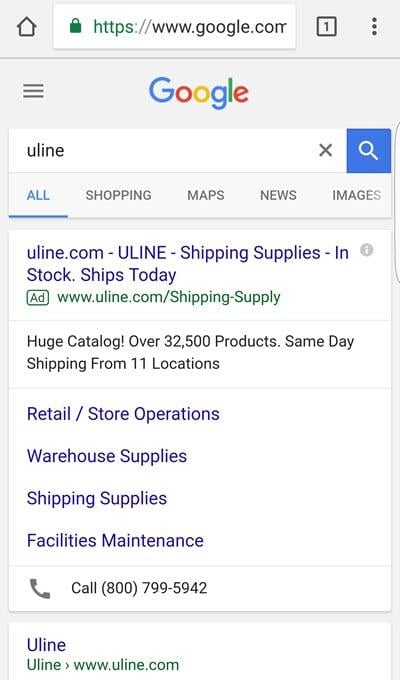 https://www.google.com
1
Google
uline
ALL SHOPPING MAPS NEWS IMAGES
uline.com - ULINE - Shipping Supplies - In
Stock. Ships Today
Ad www.uline.com/Shipping-Supply
Huge Catalog! Over 32,500 Products. Same Day
Shipping From 11 Locations
Retail / Store Operations
Warehouse Supplies
Shipping Supplies
Facilities Maintenance
Call (800) 799-5942
Uline
Uline › www.uline.com